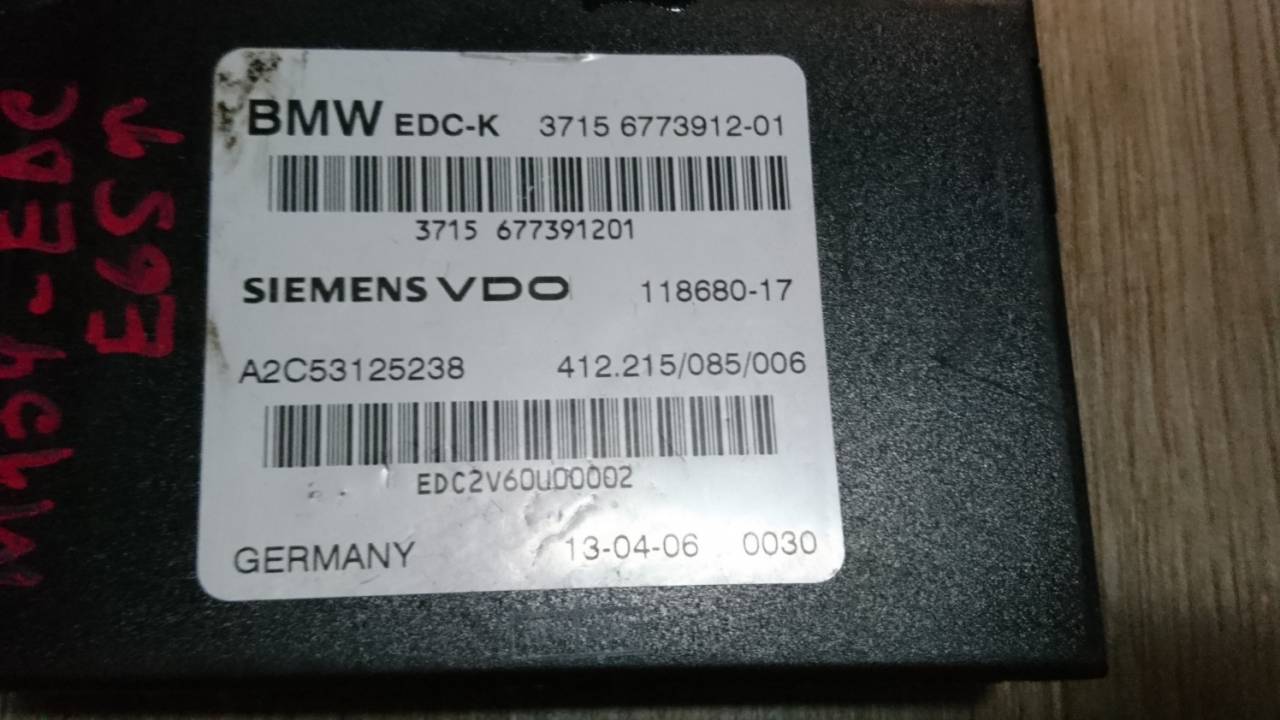 BMW EDC-K 3715 6773912-01
3715 677391201
SIEMENS VDO 118680-17
A2C53125238 412.215/085/006
EDC2V60U00002
GERMANY 13-04-06 0030